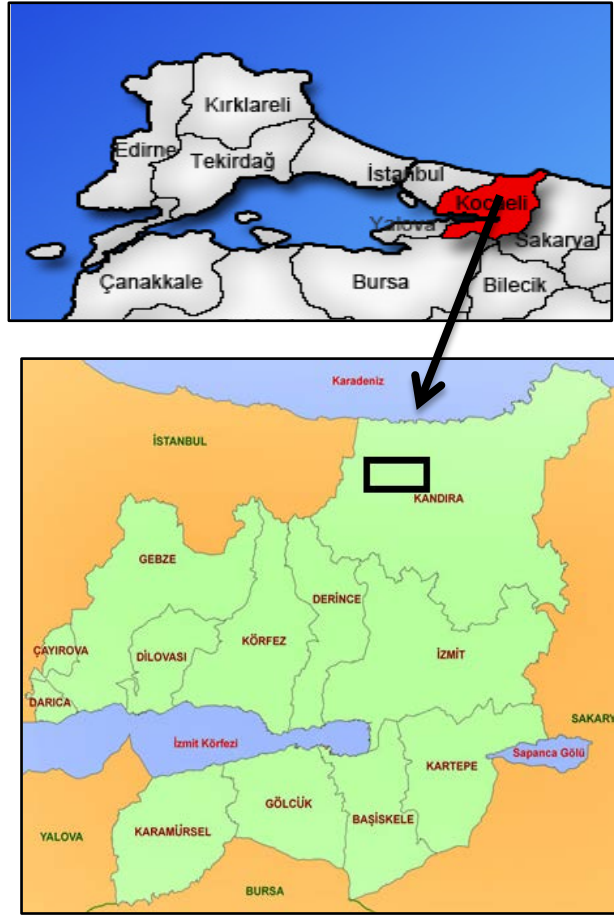 Kırklareli
Edirne
Tekirdağ
İstanbul
Kocaeli
Yalova
Sakarya
Çanakkale
Bursa
Bilecik
Karadeniz
İSTANBUL
KANDIRA
GEBZE
DERİNCE
ÇAYIROVA
DİLOVASI
KÖRFEZ
İZMİT
DARICA
SAKARY
İzmit Körfezi
Sapanca Gölü
KARTEPE
GÖLCÜK
BAŞİSKELE
YALOVA
KARAMÜRSEL
BURSA